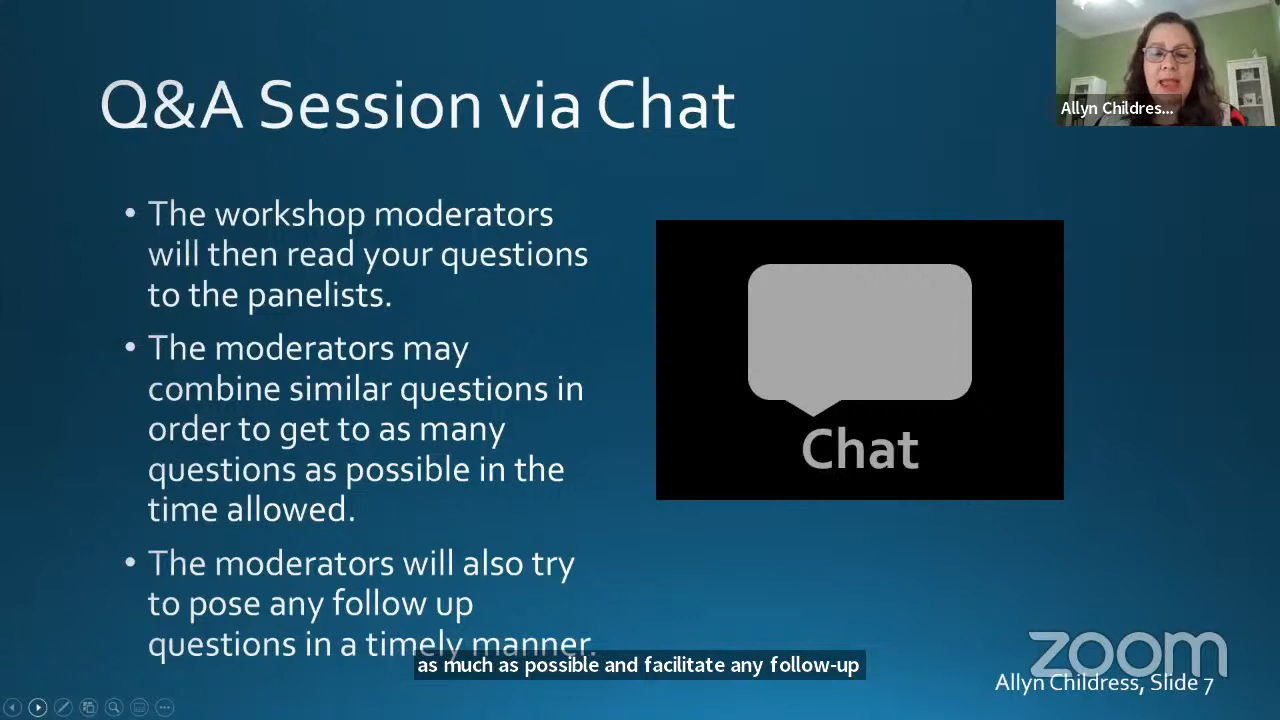 Q&A Session via Chat
Allyn Childres...
• The workshop moderators
will then read your questions
to the panelists.
• The moderators may
combine similar questions in
order to get to as many
questions as possible in the
time allowed.
• The moderators will also try
to pose any follow up
questions in a timely manner.
Chat
as much as possible and facilitate any follow-up
zoom
Allyn Childress, Slide 7